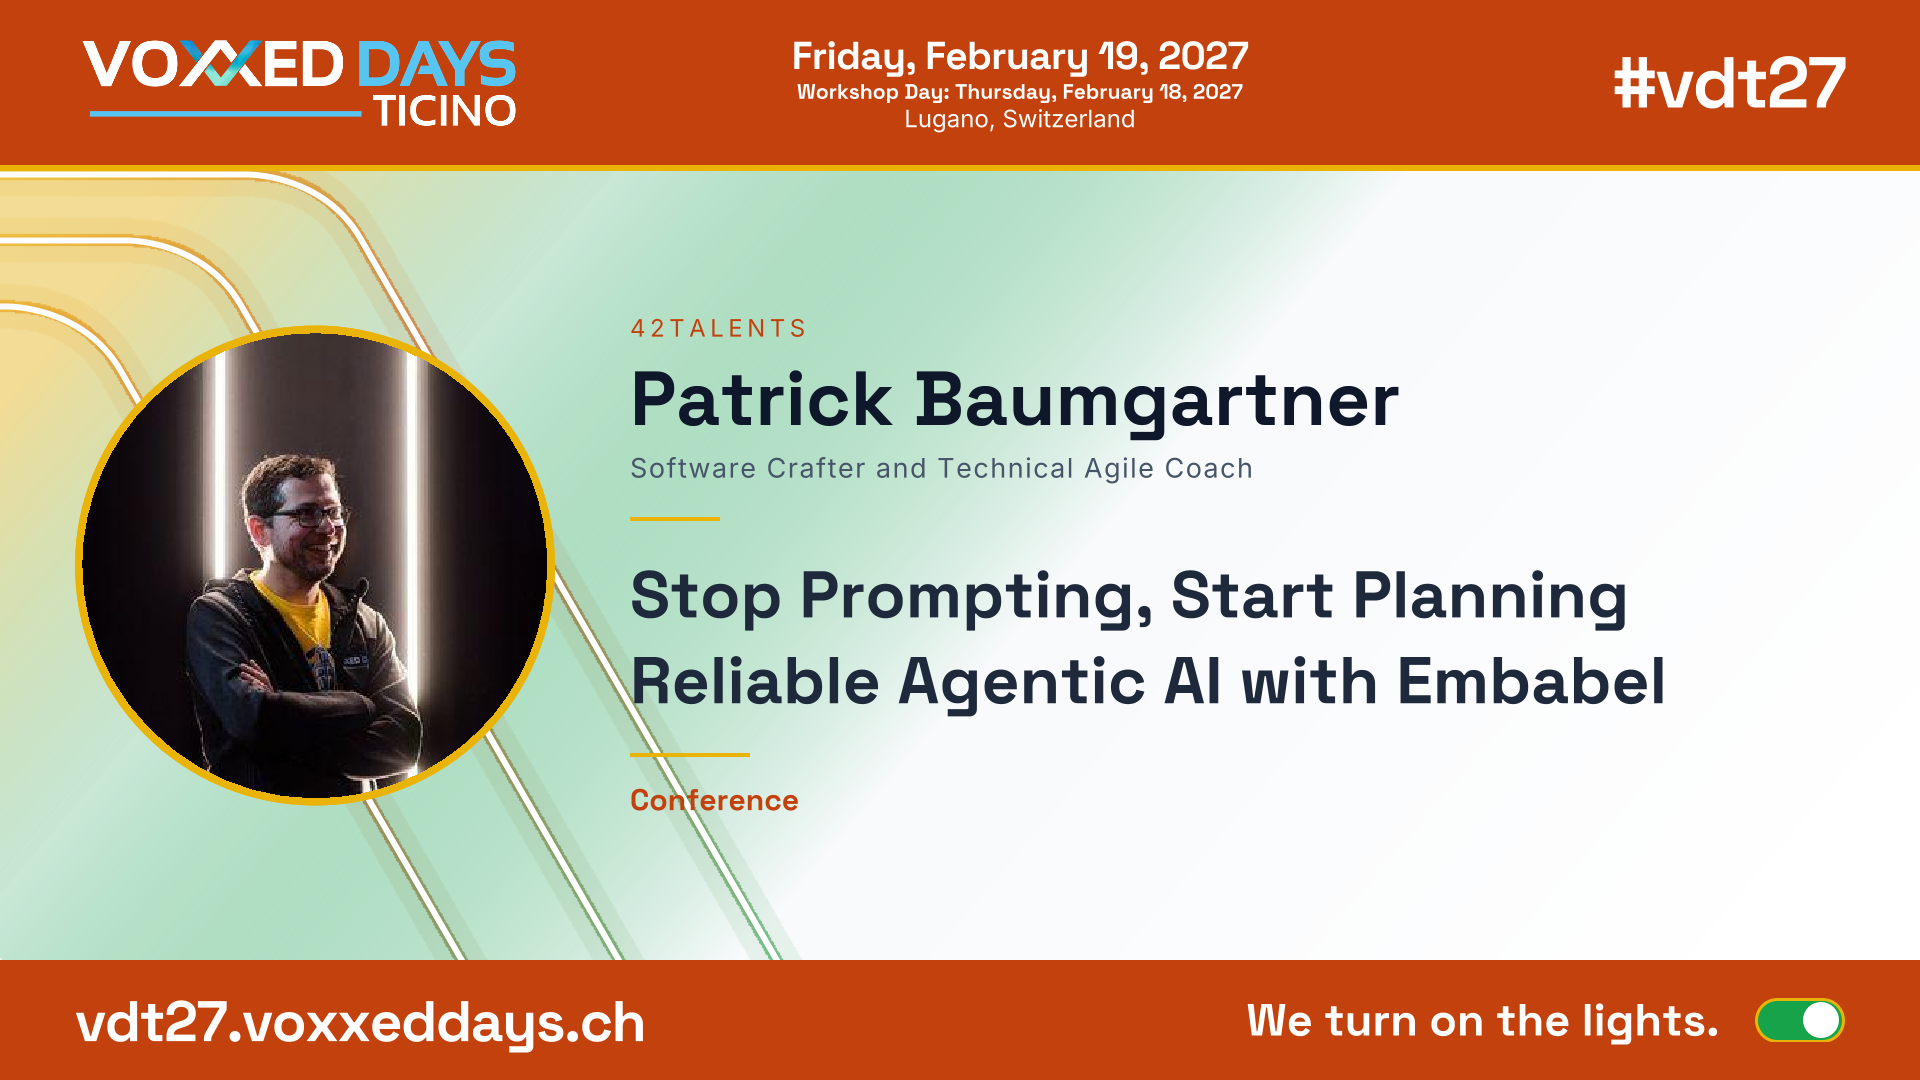 VOXXED DAYS
TICINO
Friday, February 19, 2027
Workshop Day: Thursday, February 18, 2027
Lugano, Switzerland
#vdt27
42TALENTS
Patrick Baumgartner
Software Crafter and Technical Agile Coach
Stop Prompting, Start Planning
Reliable Agentic AI with Embabel
Conference
vdt27.voxxeddays.ch
We turn on the lights.